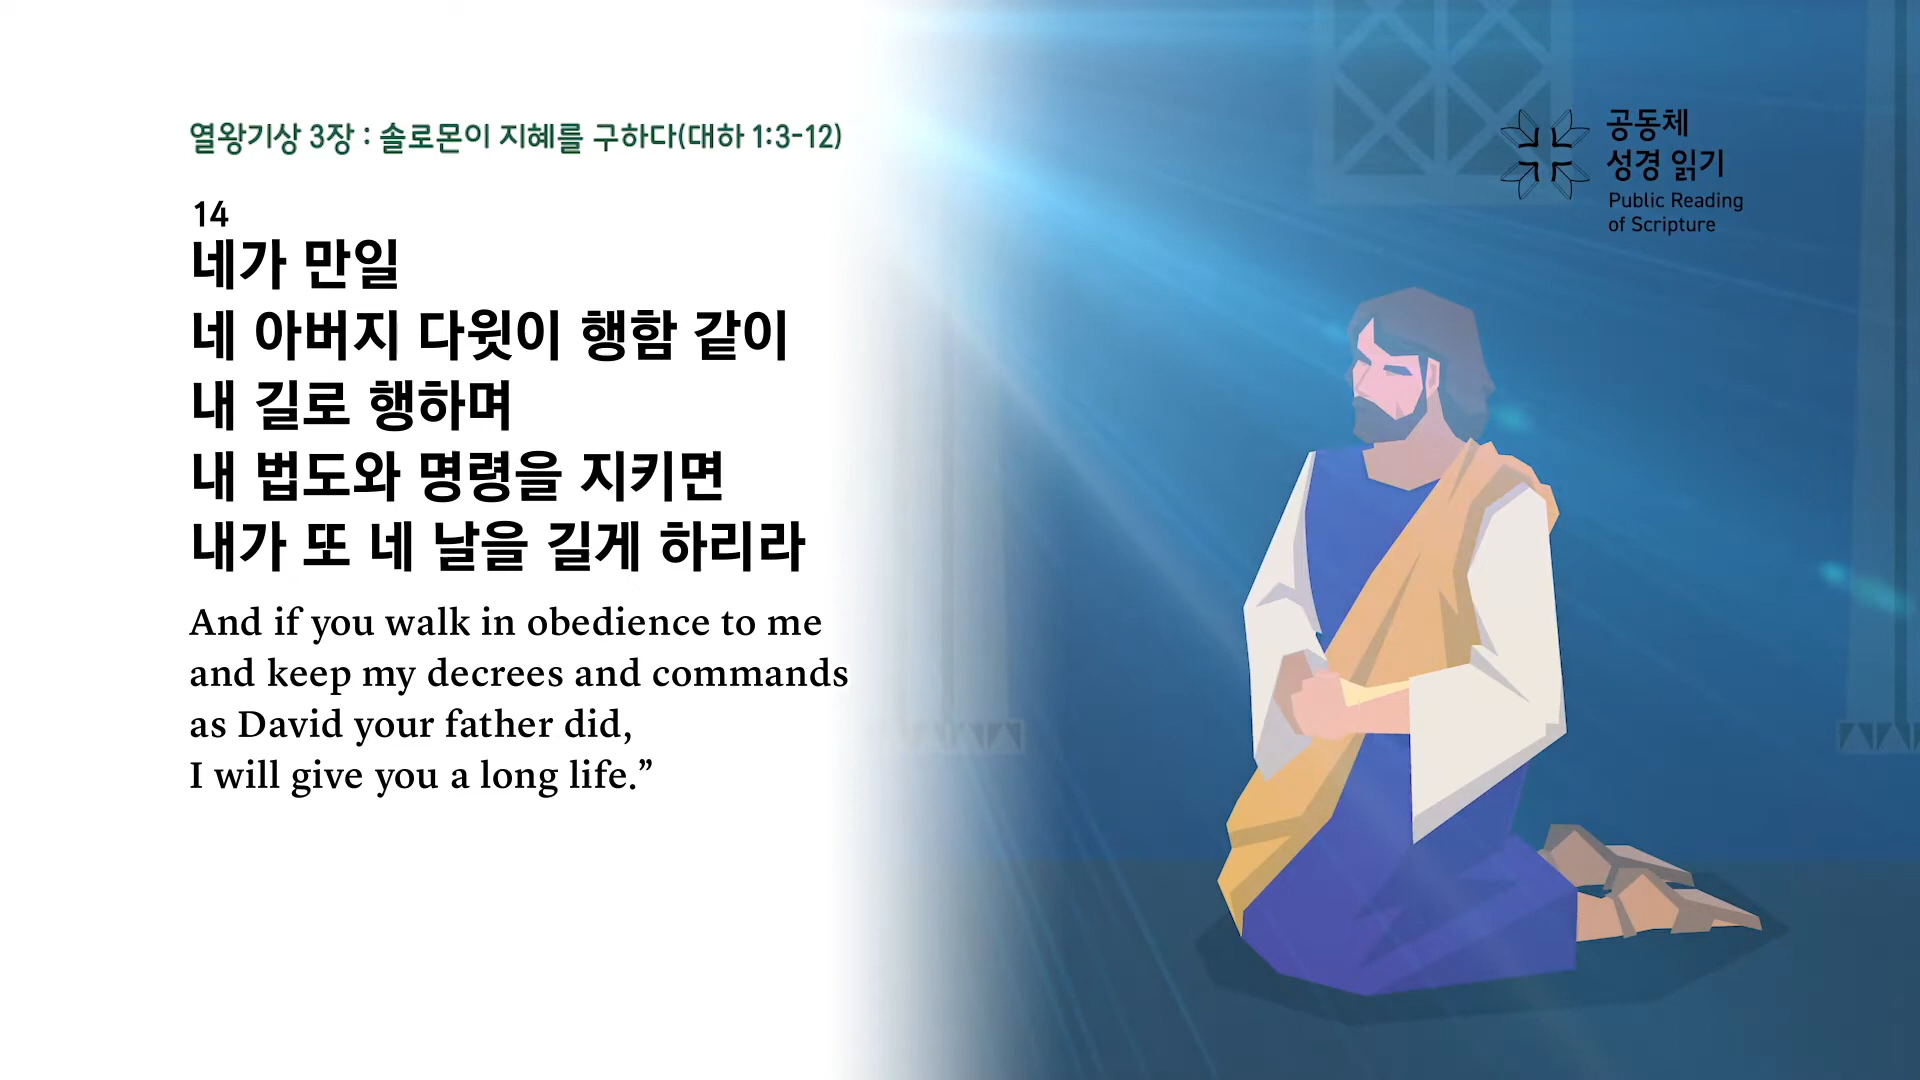 열왕기상 3장 : 솔로몬이 지혜를 구하다(대하 1:3-12)
14
네가 만일
네 아버지 다윗이 행함 같이
내 길로 행하며
내 법도와 명령을 지키면
내가 또 네 날을 길게 하리라
And if you walk in obedience to me
and keep my decrees and commands
as David your father did,
I will give you a long life.”
공동체
성경 읽기
Public Reading
of Scripture